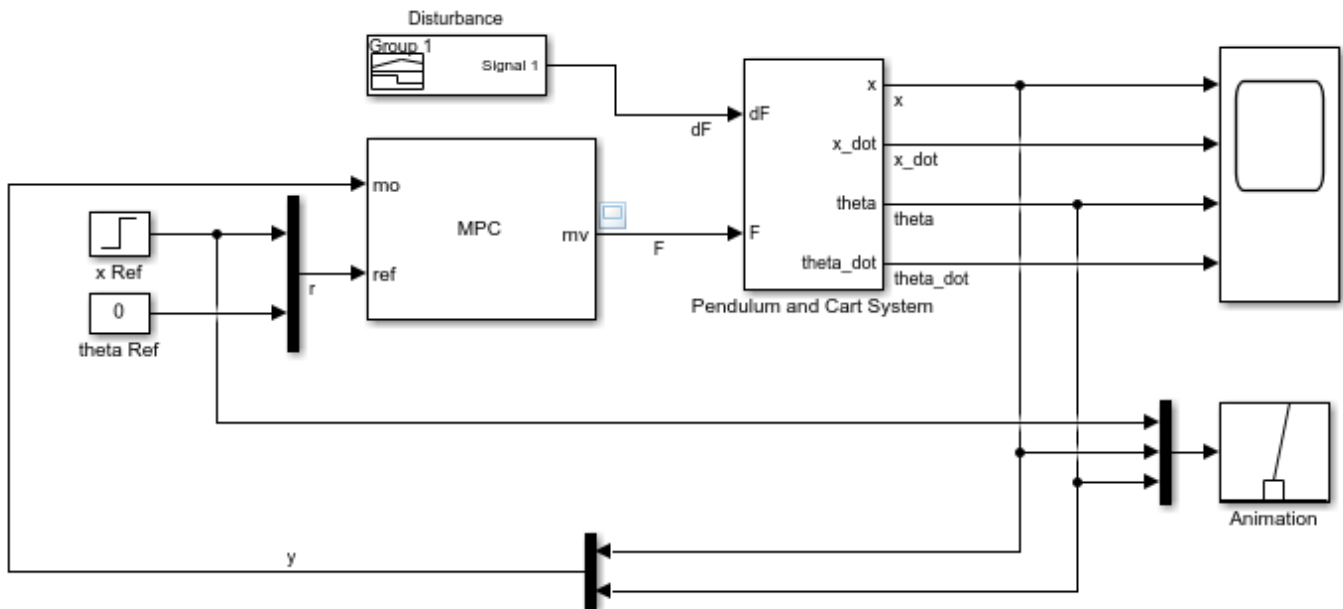 Disturbance
Group 1
Signal 1
dF
dF
x
x
x_dot
x_dot
theta
theta
theta_dot
theta_dot
F
F
Pendulum and Cart System
mo
MPC
mv
ref
r
x Ref
0
theta Ref
Animation
y